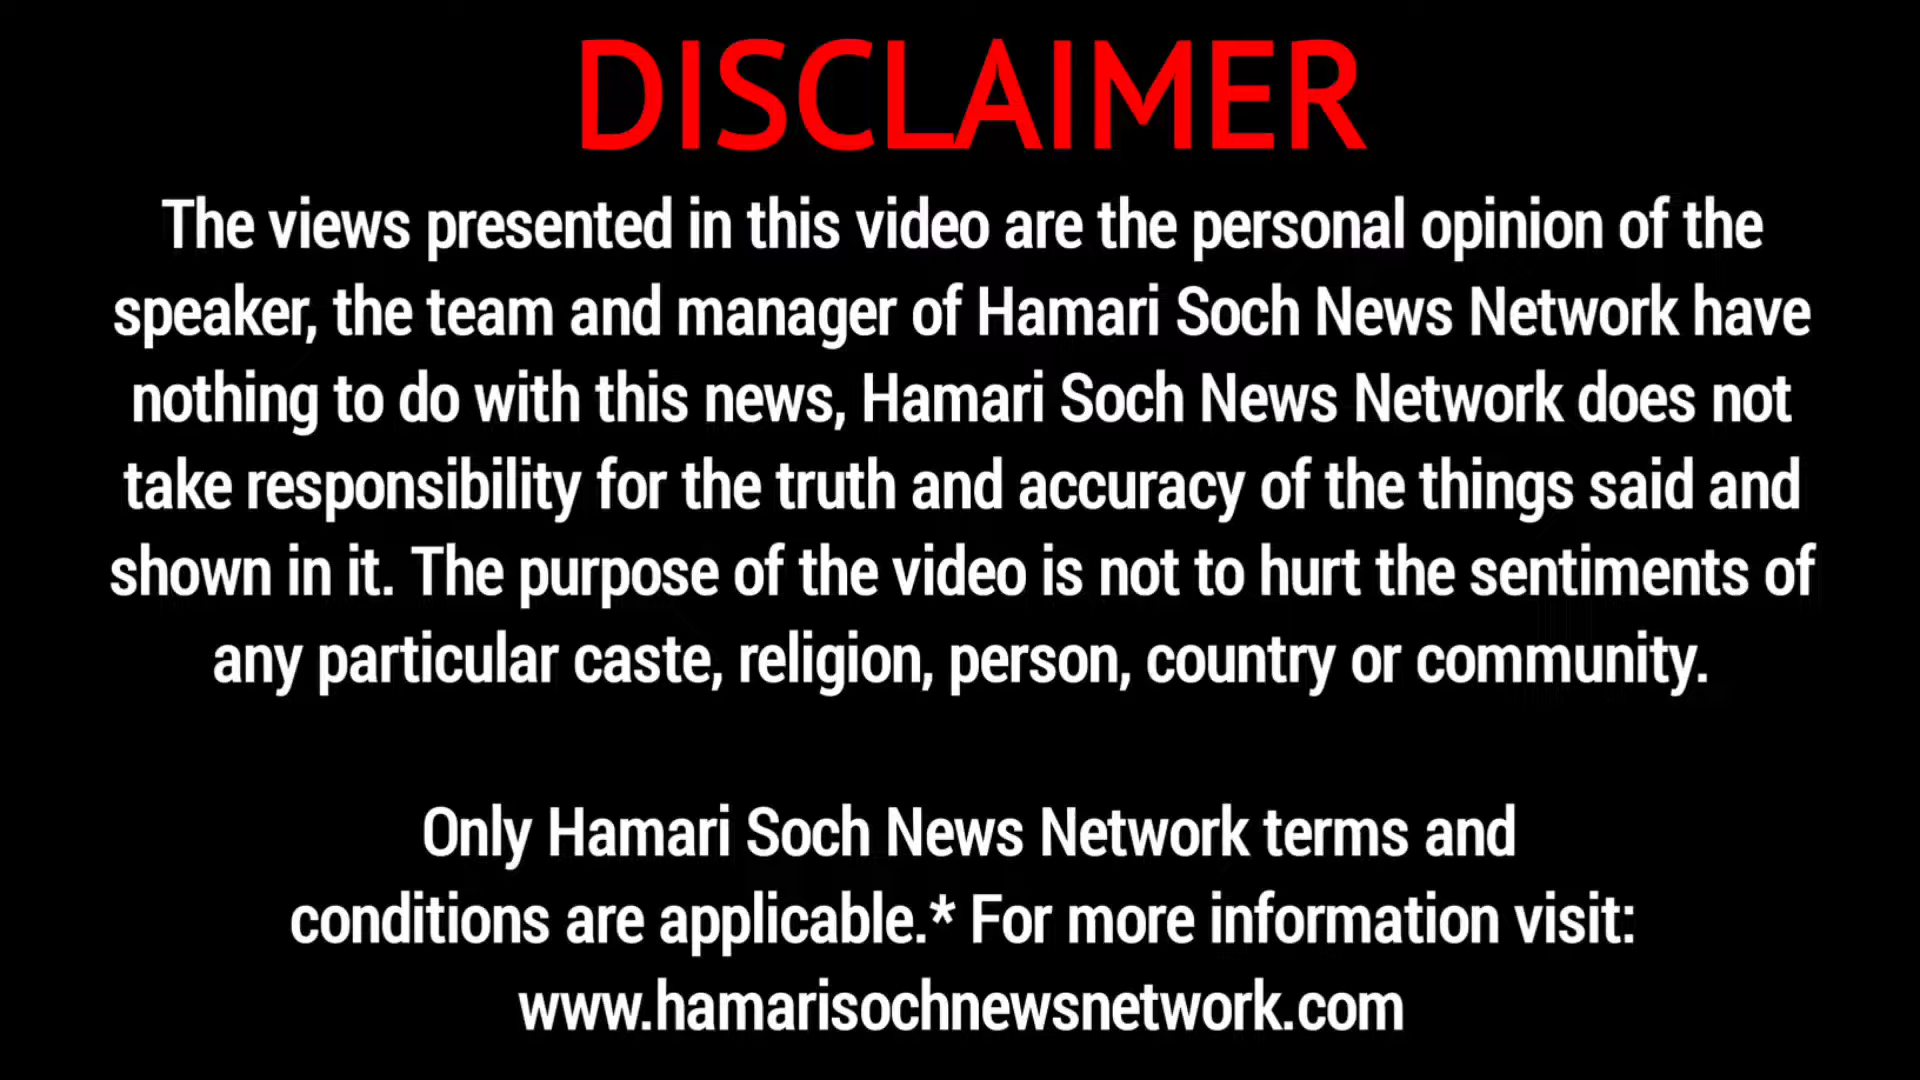 DISCLAIMER
The views presented in this video are the personal opinion of the
speaker, the team and manager of Hamari Soch News Network have
nothing to do with this news, Hamari Soch News Network does not
take responsibility for the truth and accuracy of the things said and
shown in it. The purpose of the video is not to hurt the sentiments of
any particular caste, religion, person, country or community.
Only Hamari Soch News Network terms and
conditions are applicable.* For more information visit:
www.hamarisochnewsnetwork.com